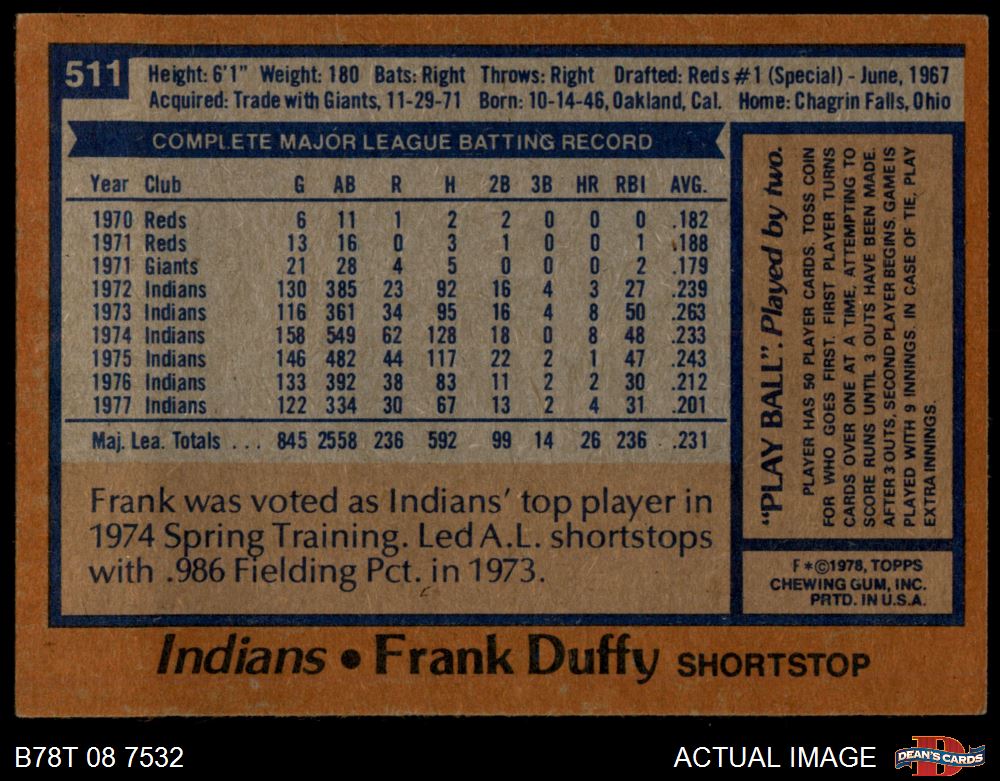 511
Height: 6'1" Weight: 180 Bats: Right Throws: Right Drafted: Reds #1 (Special) - June, 1967
Acquired: Trade with Giants, 11-29-71 Born: 10-14-46, Oakland, Cal. Home: Chagrin Falls, Ohio
COMPLETE MAJOR LEAGUE BATTING RECORD
Year Club G AB R H 2B 3B HR RBI AVG.
1970 Reds 6 11 1 2 2 0 0 0 .182
1971 Reds 13 16 0 3 1 0 0 1 .188
1971 Giants 21 28 4 5 0 0 0 2 .179
1972 Indians 130 385 23 92 16 4 3 27 .239
1973 Indians 116 361 34 95 16 4 8 50 .263
1974 Indians 158 549 62 128 18 0 8 48 .233
1975 Indians 146 482 44 117 22 2 1 47 .243
1976 Indians 133 392 38 83 11 2 2 30 .212
1977 Indians 122 334 30 67 13 2 4 31 .201
Maj. Lea. Totals . . . 845 2558 236 592 99 14 26 236 .231
Frank was voted as Indians' top player in
1974 Spring Training. Led A.L. shortstops
with .986 Fielding Pct. in 1973.
"PLAY BALL". Played by two.
PLAYER HAS 50 PLAYER CARDS. TOSS COIN
FOR WHO GOES FIRST. FIRST PLAYER TURNS
CARDS OVER ONE AT A TIME, ATTEMPTING TO
SCORE RUNS UNTIL 3 OUTS HAVE BEEN MADE.
AFTER 3 OUTS, SECOND PLAYER BEGINS. GAME IS
PLAYED WITH 9 INNINGS. IN CASE OF TIE, PLAY
EXTRA INNINGS.
F*©1978, TOPPS
CHEWING GUM, INC.
PRTD. IN U.S.A.
Indians • Frank Duffy SHORTSTOP
B78T 08 7532
ACTUAL IMAGE
D
DEAN'S CARDS